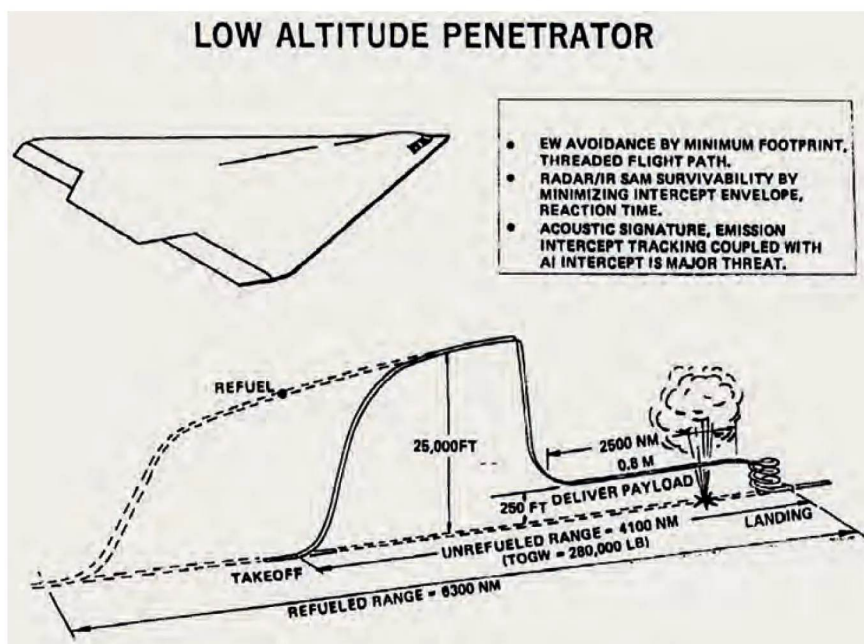 LOW ALTITUDE PENETRATOR
• EW AVOIDANCE BY MINIMUM FOOTPRINT,
THREADED FLIGHT PATH.
• RADAR/IR SAM SURVIVABILITY BY
MINIMIZING INTERCEPT ENVELOPE,
REACTION TIME.
• ACOUSTIC SIGNATURE, EMISSION
INTERCEPT TRACKING COUPLED WITH
AI INTERCEPT IS MAJOR THREAT.
REFUEL
25,000FT
2500 NM
0.8 M
DELIVER PAYLOAD
250 FT
UNREFUELED RANGE = 4100 NM
(TOGW = 280,000 LB)
LANDING
TAKEOFF
REFUELED RANGE = 6300 NM